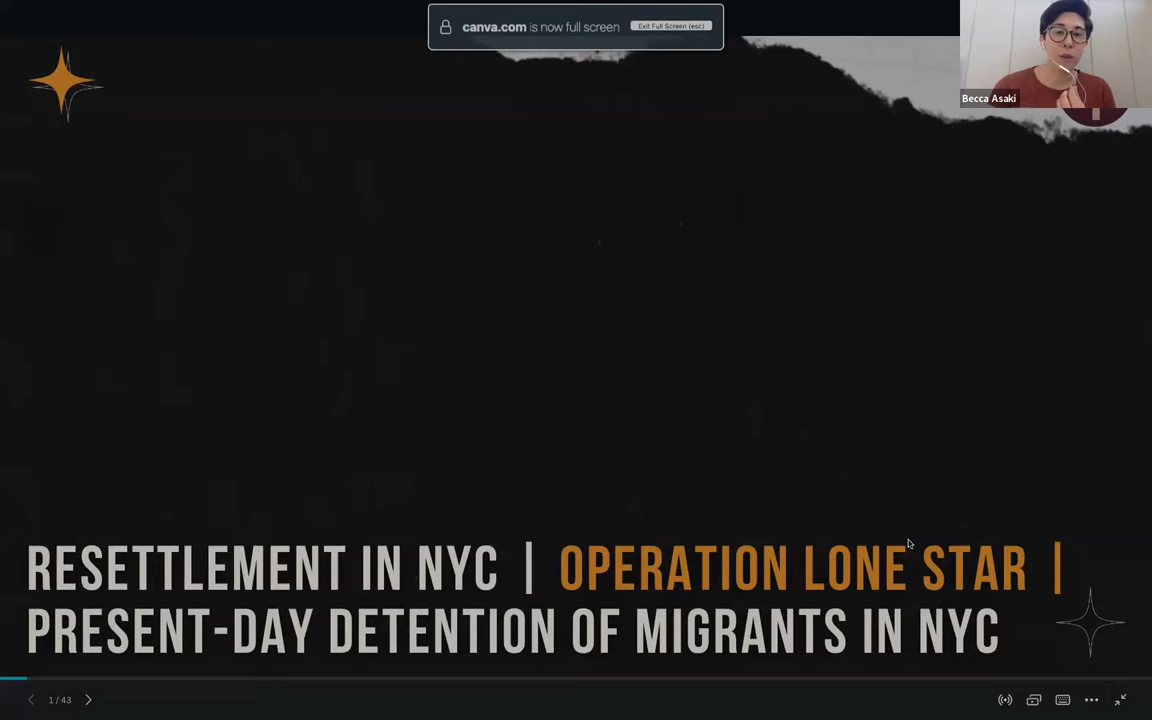 canva.com is now full screen Exit Full Screen (esc)
Becca Asaki
RESETTLEMENT IN NYC | OPERATION LONE STAR |
PRESENT-DAY DETENTION OF MIGRANTS IN NYC
1 / 43